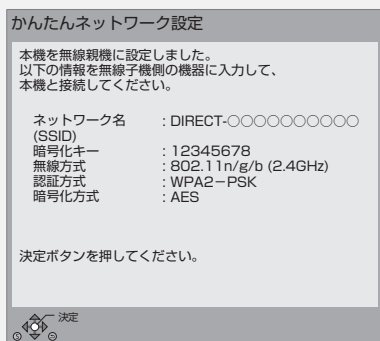 かんたんネットワーク設定
本機を無線親機に設定しました。
以下の情報を無線子機側の機器に入力して、
本機と接続してください。
ネットワーク名 : DIRECT-○○○○○○○○○○
(SSID)
暗号化キー : 12345678
無線方式 : 802.11n/g/b (2.4GHz)
認証方式 : WPA2−PSK
暗号化方式 : AES
決定ボタンを押してください。
決定
S